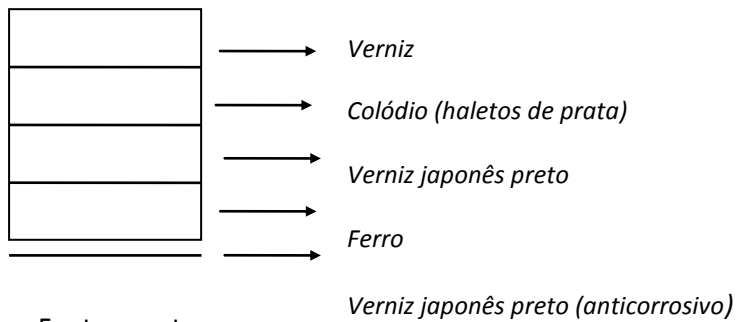 Verniz
Colódio (haletos de prata)
Verniz japonês preto
Ferro
Verniz japonês preto (anticorrosivo)